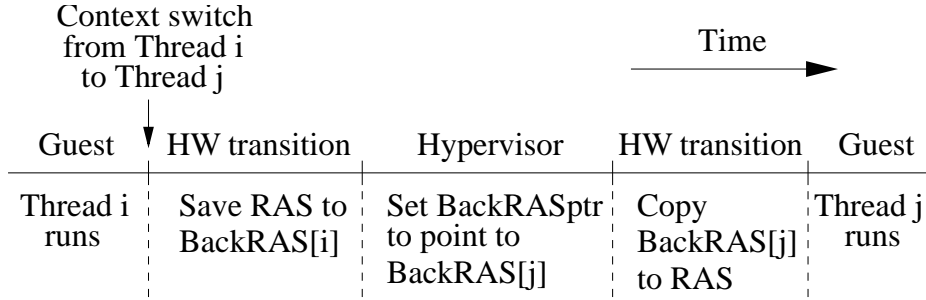 Context switch
from Thread i
to Thread j
Time
Guest
HW transition
Hypervisor
HW transition
Guest
Thread i
runs
Save RAS to
BackRAS[i]
Set BackRASptr
to point to
BackRAS[j]
Copy
BackRAS[j]
to RAS
Thread j
runs